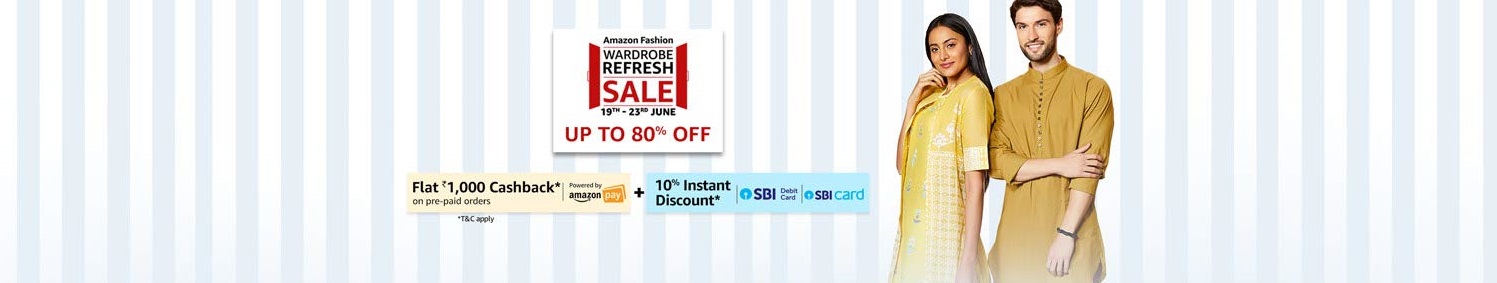 Amazon Fashion
WARDROBE
REFRESH
SALE
19TH - 23RD JUNE
UP TO 80% OFF
Flat ₹1,000 Cashback*
on pre-paid orders
Powered by
amazon pay
*T&C apply
+
10% Instant
Discount*
SBI Debit
Card
SBI card